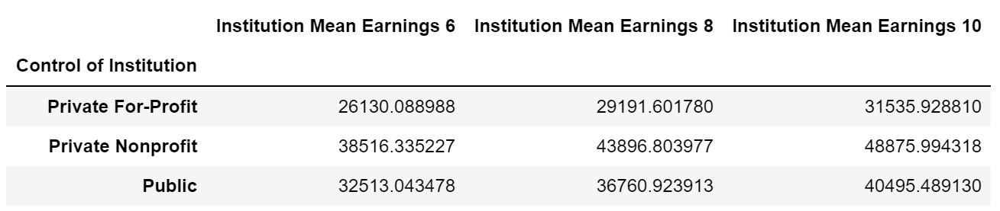 Institution Mean Earnings 6 Institution Mean Earnings 8 Institution Mean Earnings 10
Control of Institution
Private For-Profit 26130.088988 29191.601780 31535.928810
Private Nonprofit 38516.335227 43896.803977 48875.994318
Public 32513.043478 36760.923913 40495.489130